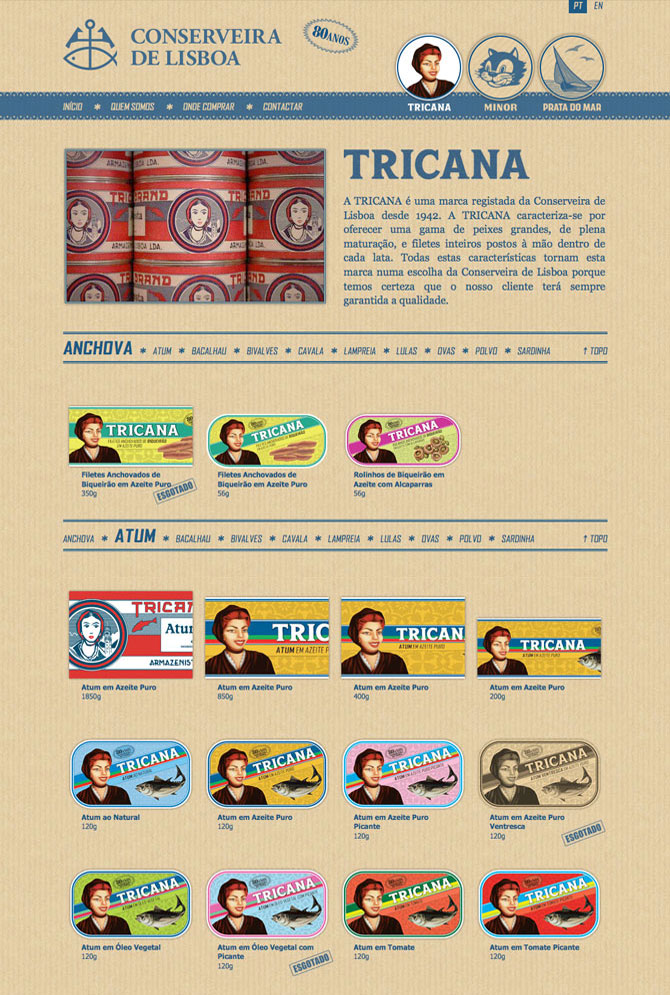 PT EN
CONSERVEIRA
DE LISBOA
80 ANOS
INÍCIO * QUEM SOMOS * ONDE COMPRAR * CONTACTAR
TRICANA MINOR PRATA DO MAR
TRICANA
A TRICANA é uma marca registada da Conserveira de
Lisboa desde 1942. A TRICANA caracteriza-se por
oferecer uma gama de peixes grandes, de plena
maturação, e filetes inteiros postos à mão dentro de
cada lata. Todas estas características tornam esta
marca numa escolha da Conserveira de Lisboa porque
temos certeza que o nosso cliente terá sempre
garantida a qualidade.
ANCHOVA * ATUM * BACALHAU * BIVALVES * CAVALA * LAMPREIA * LULAS * OVAS * POLVO * SARDINHA ↑ TOPO
TRICANA
TRICANA
TRICANA
Filetes Anchovados de
Biqueirão em Azeite Puro
350g
ESGOTADO
Filetes Anchovados de
Biqueirão em Azeite Puro
56g
Rolinhos de Biqueirão em
Azeite com Alcaparras
56g
ANCHOVA * ATUM * BACALHAU * BIVALVES * CAVALA * LAMPREIA * LULAS * OVAS * POLVO * SARDINHA ↑ TOPO
TRICAN
Atu
ARMAZENIS
TRIC
ATUM EM AZEITE P
TRICAN
ATUM EM AZEITE PURO
TRICANA
ATUM EM AZEITE PURO
Atum em Azeite Puro
1850g
Atum em Azeite Puro
850g
Atum em Azeite Puro
400g
Atum em Azeite Puro
200g
TRICANA
TRICANA
TRICANA
TRICANA
Atum ao Natural
120g
Atum em Azeite Puro
120g
Atum em Azeite Puro
Picante
120g
Atum em Azeite Puro
Ventresca
120g
ESGOTADO
TRICANA
TRICANA
TRICANA
TRICANA
Atum em Óleo Vegetal
120g
Atum em Óleo Vegetal com
Picante
120g
ESGOTADO
Atum em Tomate
120g
Atum em Tomate Picante
120g